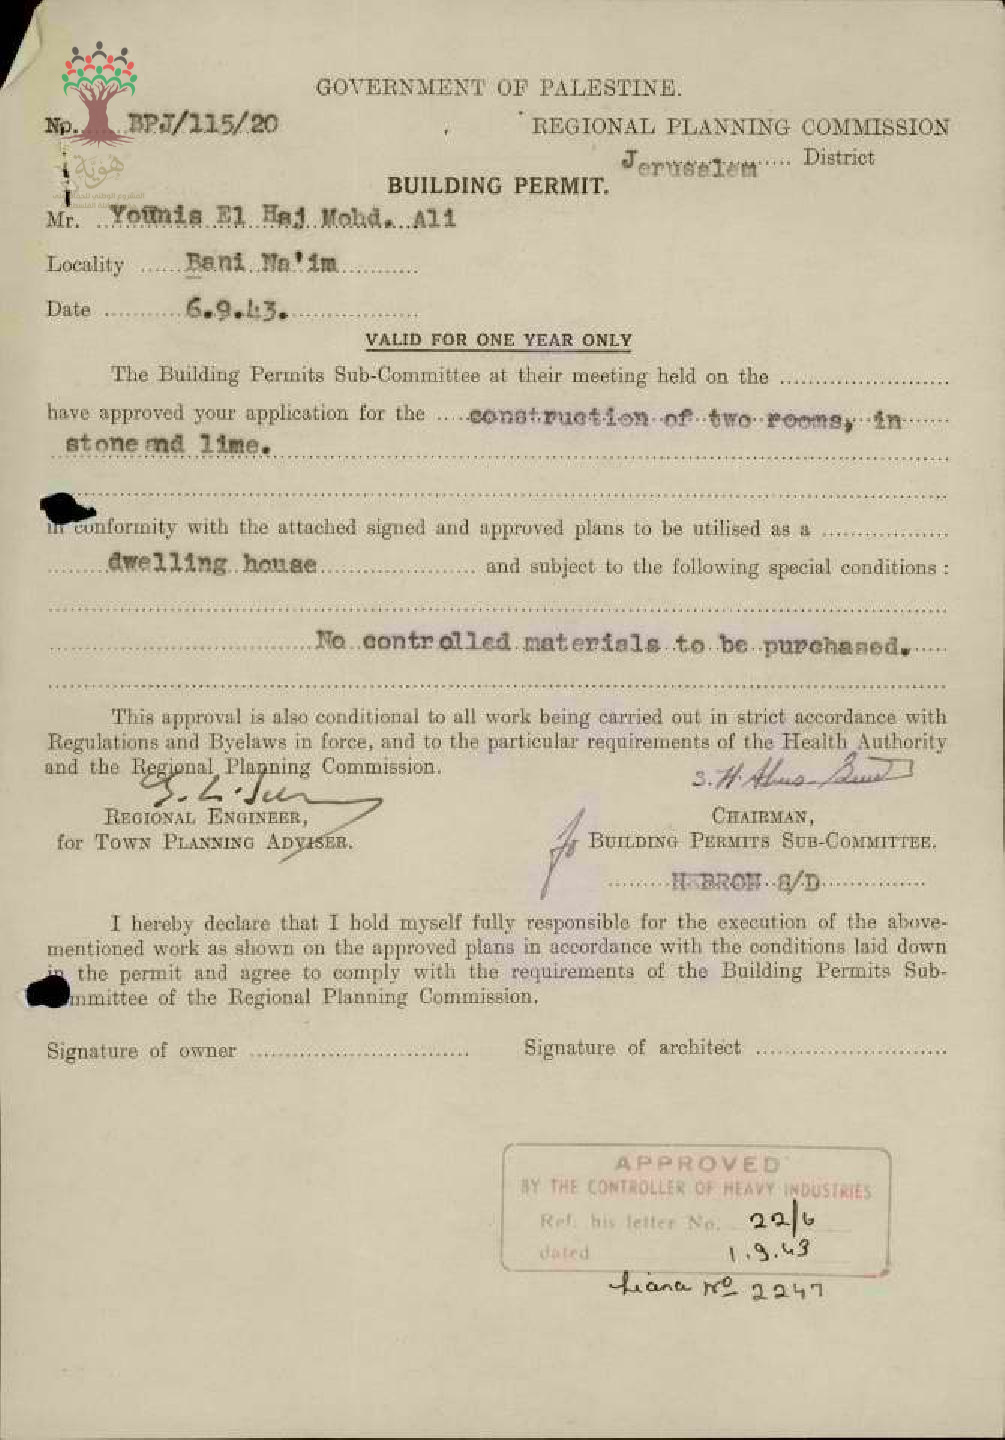 GOVERNMENT OF PALESTINE.
No. BPJ/115/20
REGIONAL PLANNING COMMISSION
Jerusalem District
هوية
BUILDING PERMIT.
Mr. Younis El Haj Mohd. Ali
Locality Bani Na'im
Date 6.9.43.
VALID FOR ONE YEAR ONLY
The Building Permits Sub-Committee at their meeting held on the
have approved your application for the construction of two rooms, in
stone and lime.
in conformity with the attached signed and approved plans to be utilised as a
dwelling house and subject to the following special conditions :
No controlled materials to be purchased.
This approval is also conditional to all work being carried out in strict accordance with
Regulations and Byelaws in force, and to the particular requirements of the Health Authority
and the Regional Planning Commission.
REGIONAL ENGINEER,
for TOWN PLANNING ADVISER.
CHAIRMAN,
BUILDING PERMITS SUB-COMMITTEE.
HEBRON S/D
I hereby declare that I hold myself fully responsible for the execution of the above-
mentioned work as shown on the approved plans in accordance with the conditions laid down
in the permit and agree to comply with the requirements of the Building Permits Sub-
mmittee of the Regional Planning Commission.
Signature of owner
Signature of architect
APPROVED
BY THE CONTROLLER OF HEAVY INDUSTRIES
Ref. his letter No. 22/6
dated 1.9.43
No 2247